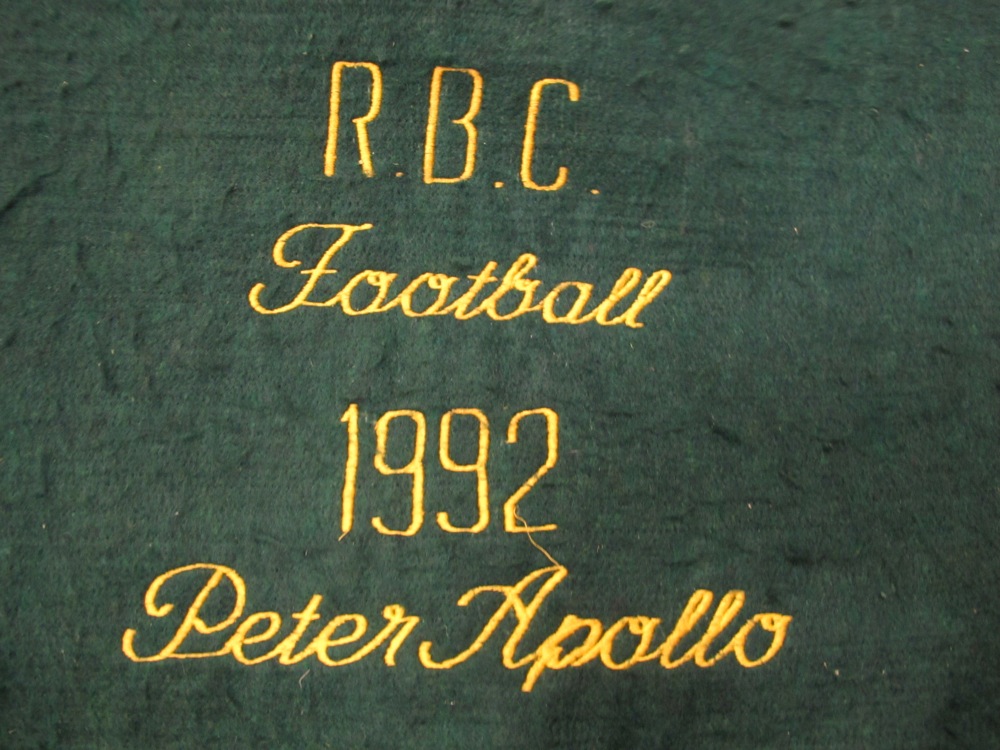 R.B.C.
Football
1992
Peter Apollo